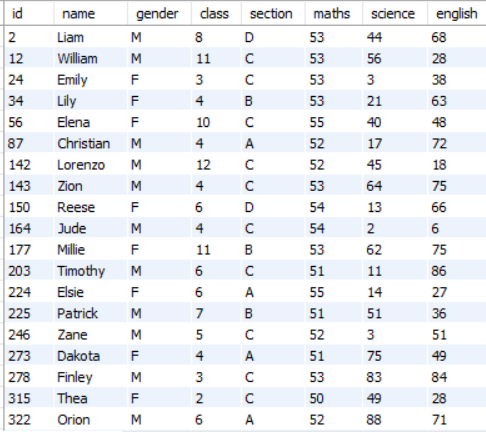 id name gender class section maths science english
2 Liam M 8 D 53 44 68
12 William M 11 C 53 56 28
24 Emily F 3 C 53 3 38
34 Lily F 4 B 53 21 63
56 Elena F 10 C 55 40 48
87 Christian M 4 A 52 17 72
142 Lorenzo M 12 C 52 45 18
143 Zion M 4 C 53 64 75
150 Reese F 6 D 54 13 66
164 Jude M 4 C 54 2 6
177 Millie F 11 B 53 62 75
203 Timothy M 6 C 51 11 86
224 Elsie F 6 A 55 14 27
225 Patrick M 7 B 51 51 36
246 Zane M 5 C 52 3 51
273 Dakota F 4 A 51 75 49
278 Finley M 3 C 53 83 84
315 Thea F 2 C 50 49 28
322 Orion M 6 A 52 88 71